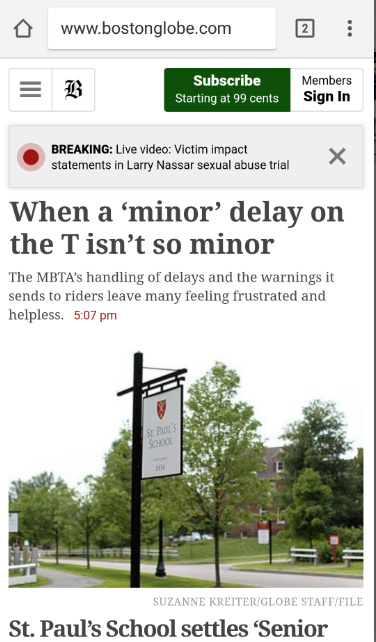 www.bostonglobe.com
2
B
Subscribe
Starting at 99 cents
Members
Sign In
BREAKING: Live video: Victim impact
statements in Larry Nassar sexual abuse trial
When a ‘minor’ delay on
the T isn’t so minor
The MBTA’s handling of delays and the warnings it
sends to riders leave many feeling frustrated and
helpless. 5:07 pm
ST. PAUL'S
SCHOOL
1856
SUZANNE KREITER/GLOBE STAFF/FILE
St. Paul’s School settles ‘Senior